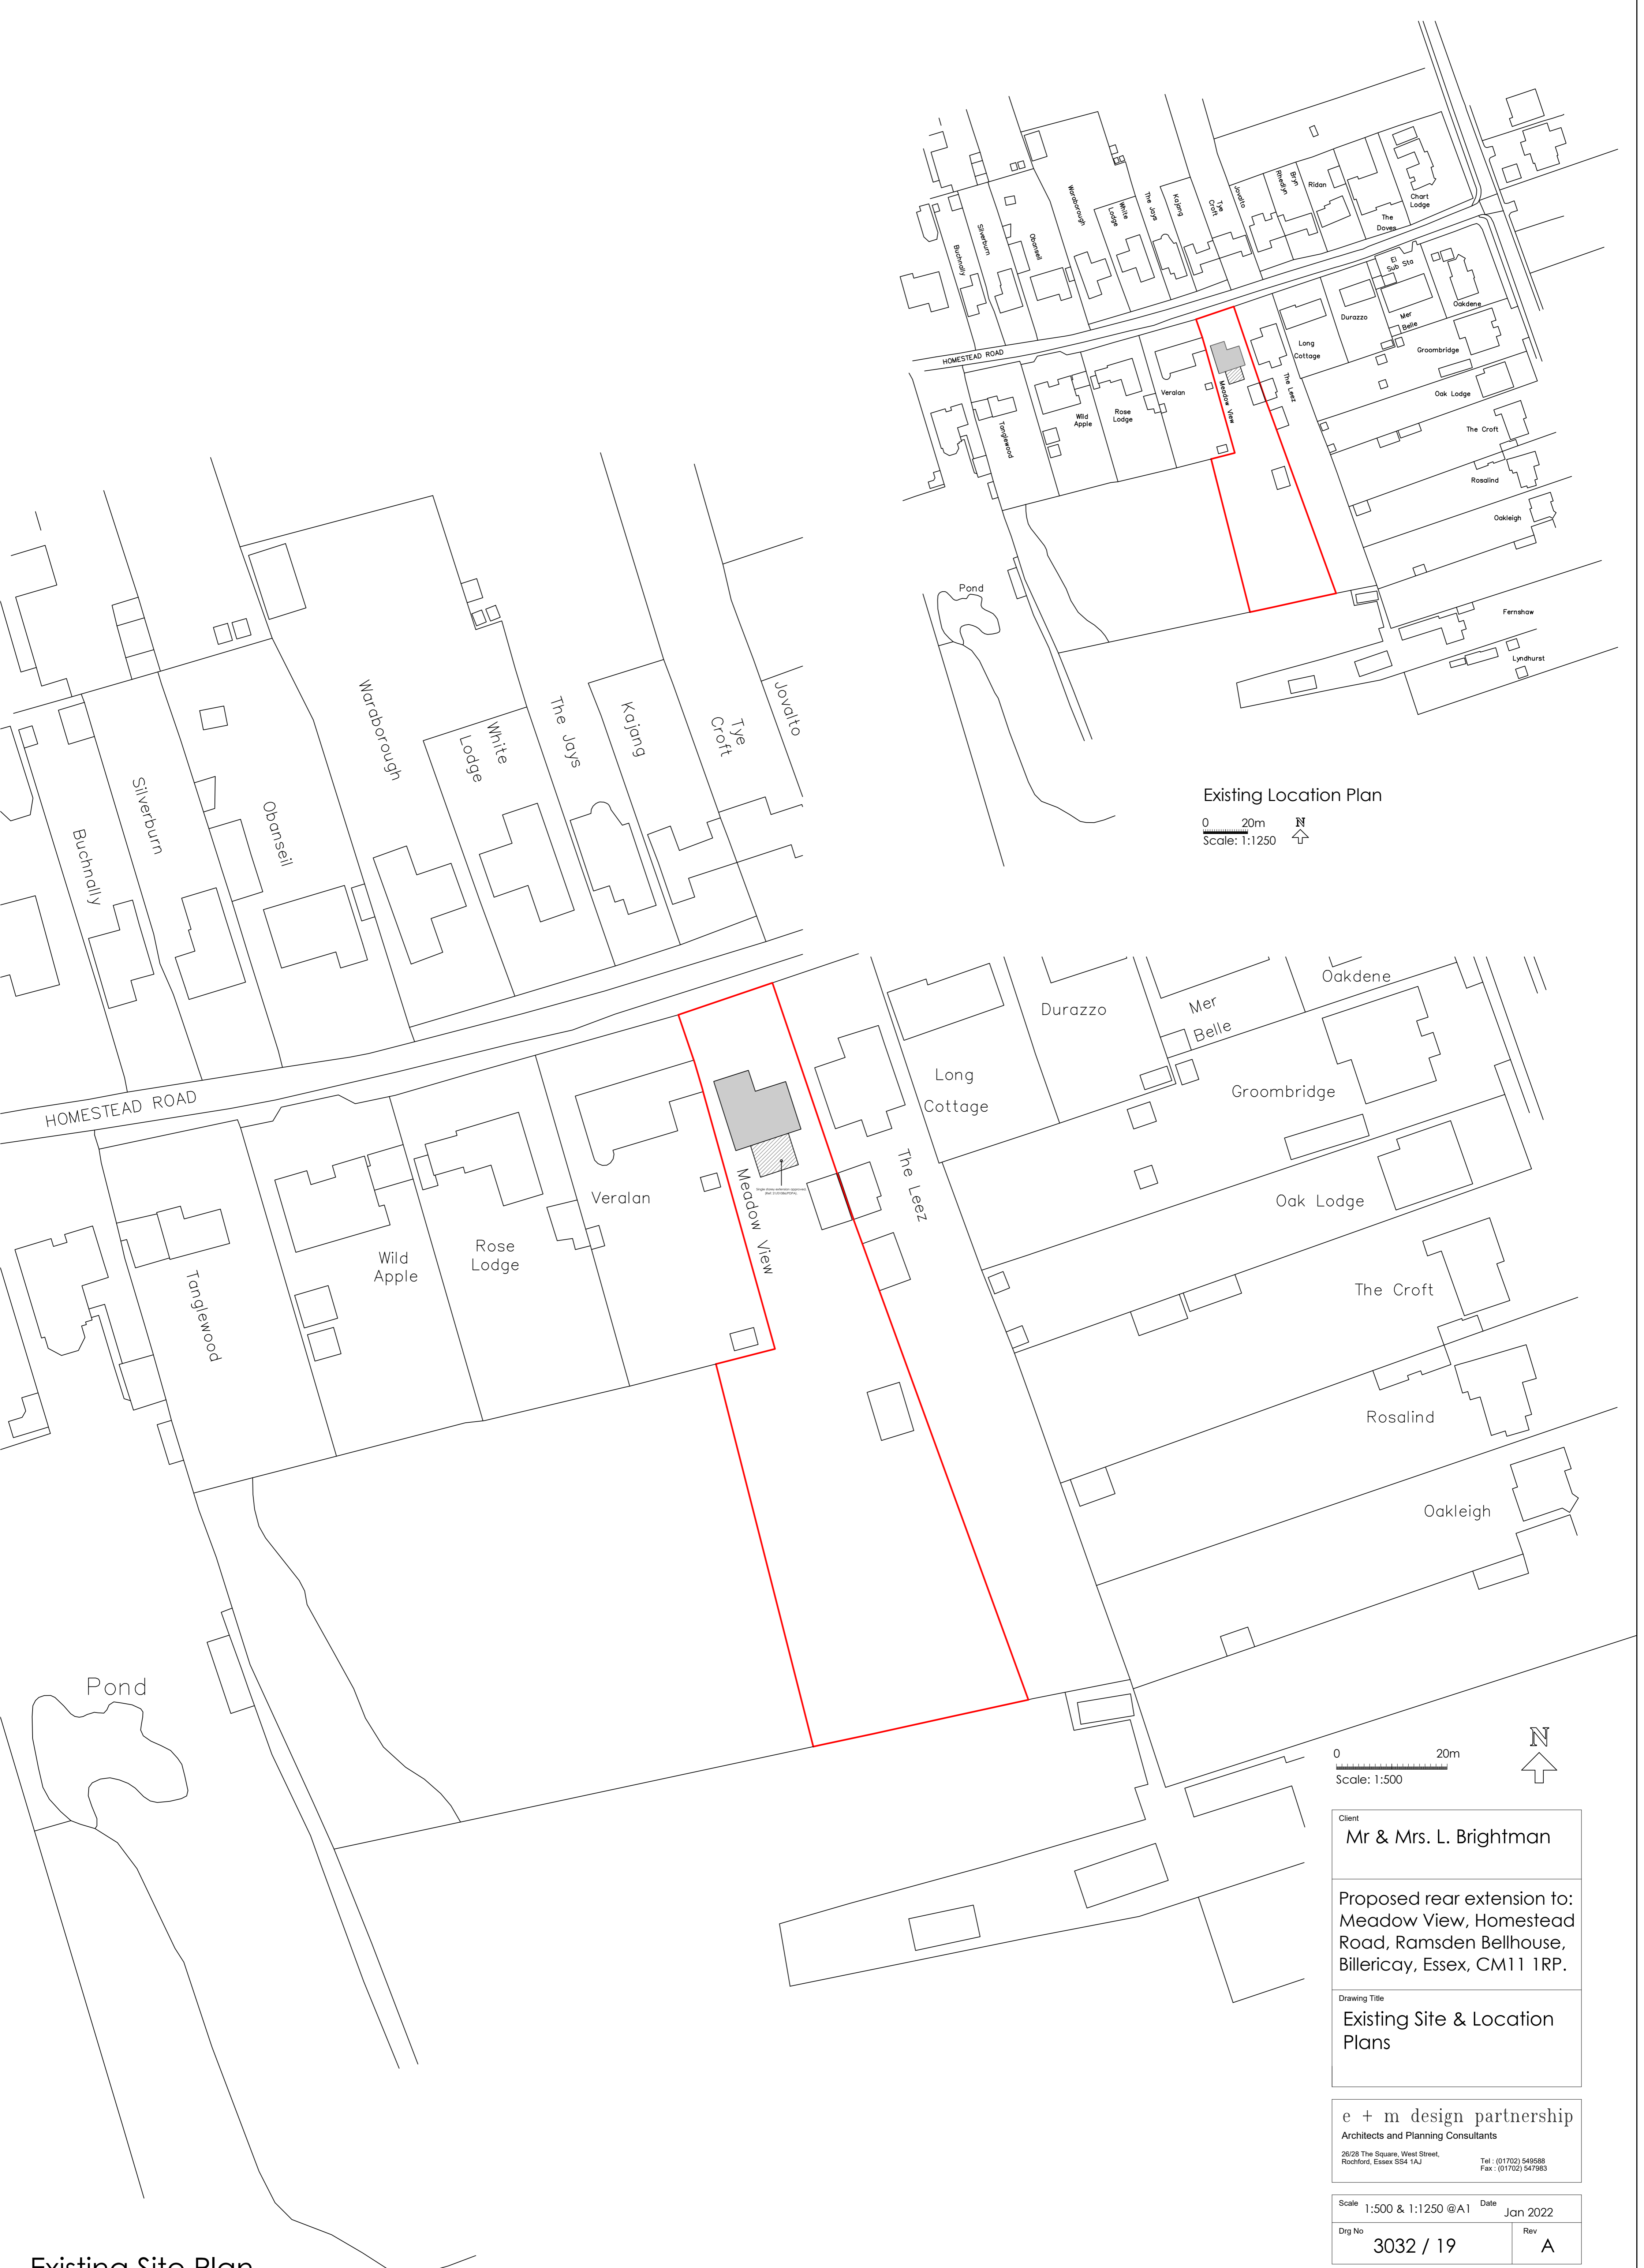 Waraborough
White
Lodge
The Jays
Kajang
Tye
Croft
Jovalto
Rhedlyn
Bryn
Ridan
The
Doves
Chart
Lodge
Buchnally
Silverburn
Obanseil
El
Sub Sta
Oakdene
Durazzo
Mer
Belle
Groombridge
HOMESTEAD ROAD
Long
Cottage
The Leez
Veralan
Meadow View
Rose
Lodge
Wild
Apple
Tanglewood
Oak Lodge
The Croft
Rosalind
Oakleigh
Pond
Fernshaw
Lyndhurst
Existing Location Plan
0 20m N
Scale: 1:1250
Waraborough
White
Lodge
The Jays
Kajang
Tye
Croft
Jovalto
Silverburn
Obanseil
Buchnally
HOMESTEAD ROAD
Oakdene
Durazzo
Mer
Belle
Long
Cottage
Groombridge
Veralan
Meadow View
The Leez
Oak Lodge
Rose
Lodge
Wild
Apple
Tanglewood
The Croft
Rosalind
Oakleigh
Pond
0 20m N
Scale: 1:500
Client
Mr & Mrs. L. Brightman
Proposed rear extension to:
Meadow View, Homestead
Road, Ramsden Bellhouse,
Billericay, Essex, CM11 1RP.
Drawing Title
Existing Site & Location
Plans
e + m design partnership
Architects and Planning Consultants
26/28 The Square, West Street,
Rochford, Essex SS4 1AJ
Tel : (01702) 549588
Fax : (01702) 547983
Scale 1:500 & 1:1250 @A1 Date Jan 2022
Drg No 3032 / 19 Rev A
Existing Site Plan